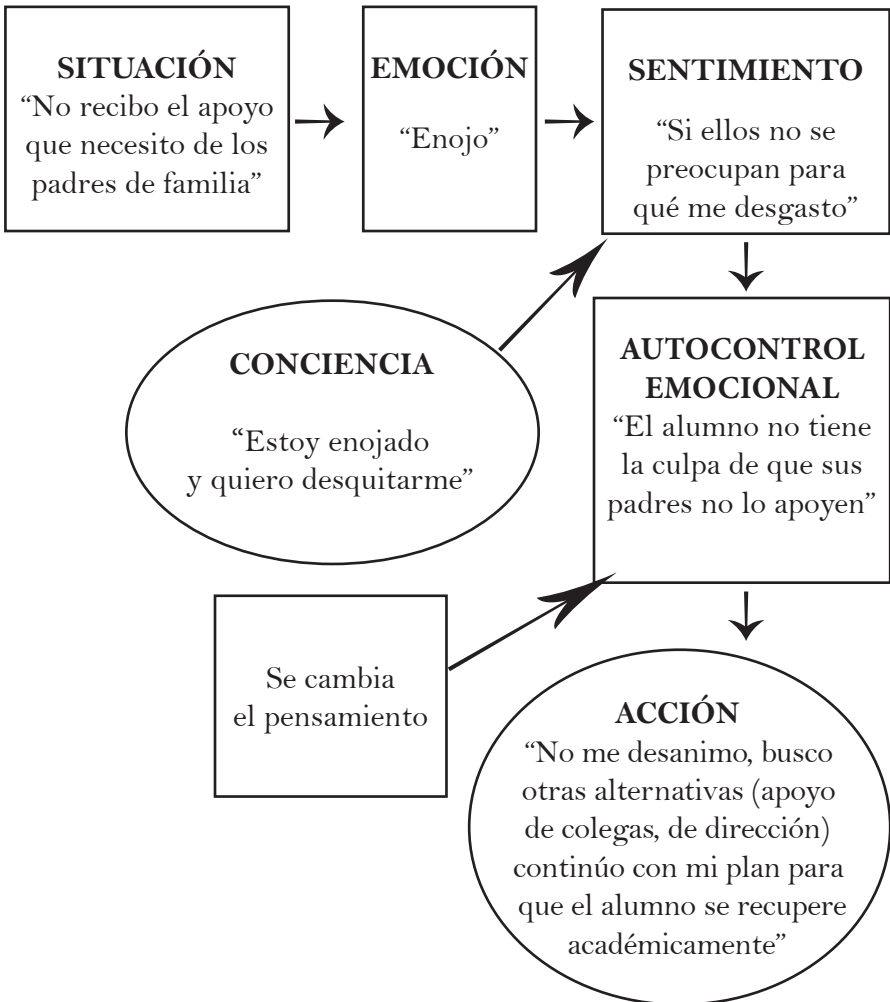 SITUACIÓN
“No recibo el apoyo
que necesito de los
padres de familia”
EMOCIÓN
“Enojo”
SENTIMIENTO
“Si ellos no se
preocupan para
qué me desgasto”
CONCIENCIA
“Estoy enojado
y quiero desquitarme”
AUTOCONTROL
EMOCIONAL
“El alumno no tiene
la culpa de que sus
padres no lo apoyen”
Se cambia
el pensamiento
ACCIÓN
“No me desanimo, busco
otras alternativas (apoyo
de colegas, de dirección)
continúo con mi plan para
que el alumno se recupere
académicamente”